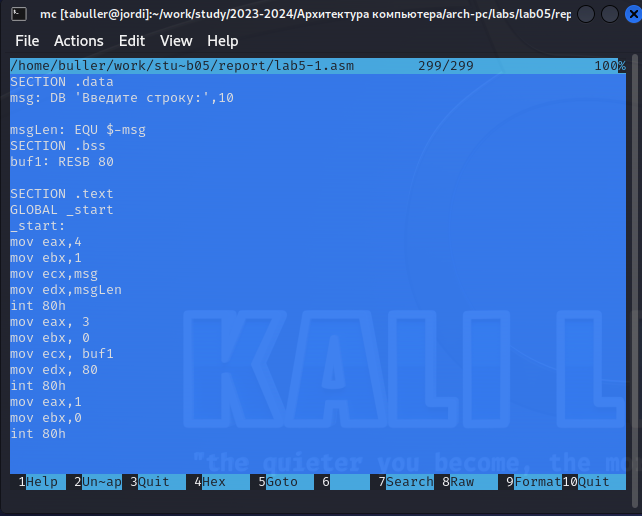 mc [tabuller@jordi]:~/work/study/2023-2024/Архитектура компьютера/arch-pc/labs/lab05/rep
File Actions Edit View Help
/home/buller/work/stu~b05/report/lab5-1.asm 299/299 100%
SECTION .data
msg: DB 'Введите строку:',10
msgLen: EQU $-msg
SECTION .bss
buf1: RESB 80
SECTION .text
GLOBAL _start
_start:
mov eax,4
mov ebx,1
mov ecx,msg
mov edx,msgLen
int 80h
mov eax, 3
mov ebx, 0
mov ecx, buf1
mov edx, 80
int 80h
mov eax,1
mov ebx,0
int 80h
KALI L
"the quieter you become, the mo
1Help 2Un~ap 3Quit 4Hex 5Goto 6 7Search 8Raw 9Format 10Quit